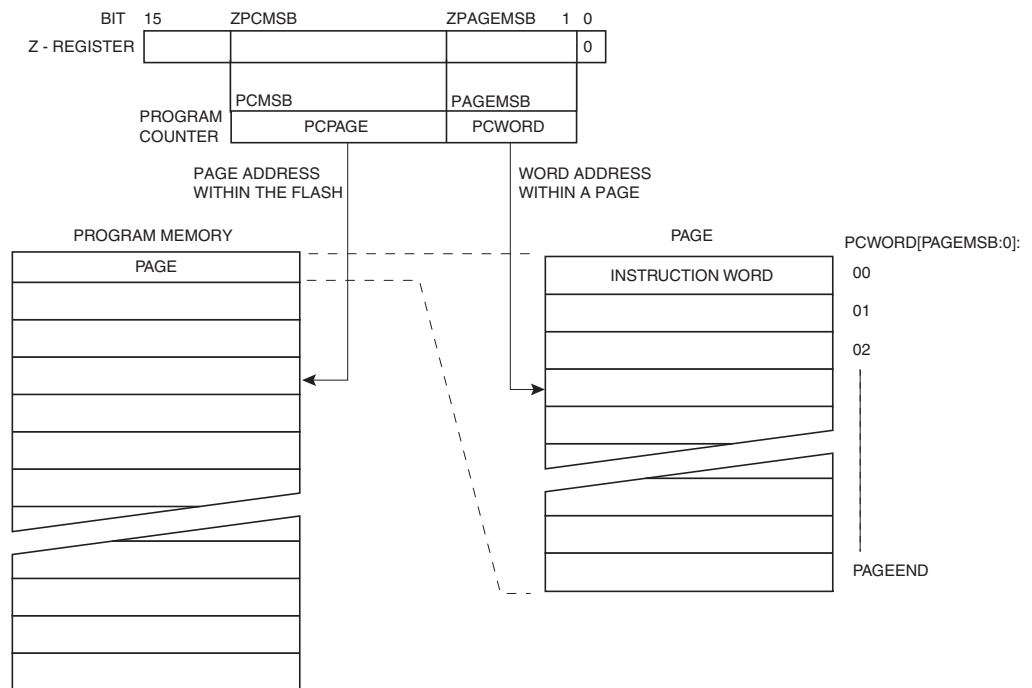 BIT 15 ZPCMSB ZPAGEMSB 1 0
Z - REGISTER 0
PCMSB PAGEMSB
PROGRAM
COUNTER
PCPAGE PCWORD
PAGE ADDRESS
WITHIN THE FLASH
WORD ADDRESS
WITHIN A PAGE
PROGRAM MEMORY
PAGE
PAGE
INSTRUCTION WORD
PCWORD[PAGEMSB:0]:
00
01
02
PAGEEND